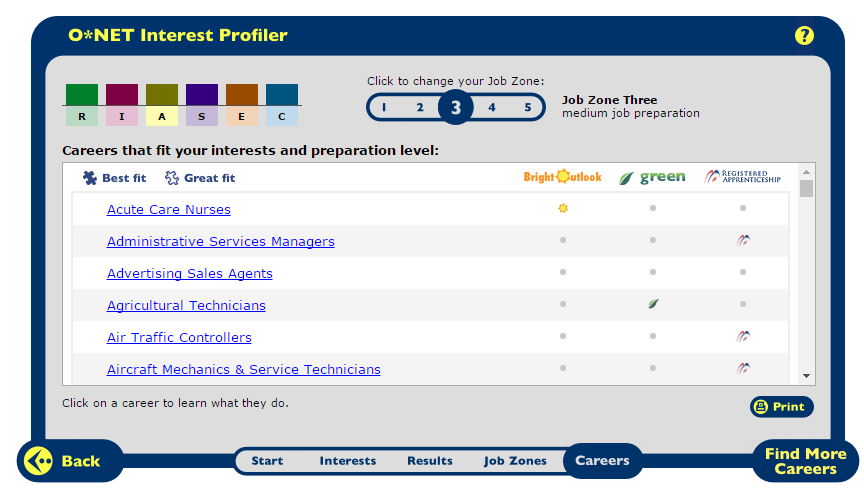 O*NET Interest Profiler
?
Click to change your Job Zone:
1 2 3 4 5
Job Zone Three
medium job preparation
R I A S E C
Careers that fit your interests and preparation level:
Best fit Great fit Bright Outlook green REGISTERED APPRENTICESHIP
Acute Care Nurses
Administrative Services Managers
Advertising Sales Agents
Agricultural Technicians
Air Traffic Controllers
Aircraft Mechanics & Service Technicians
Click on a career to learn what they do.
Print
Back
Start Interests Results Job Zones Careers
Find More
Careers